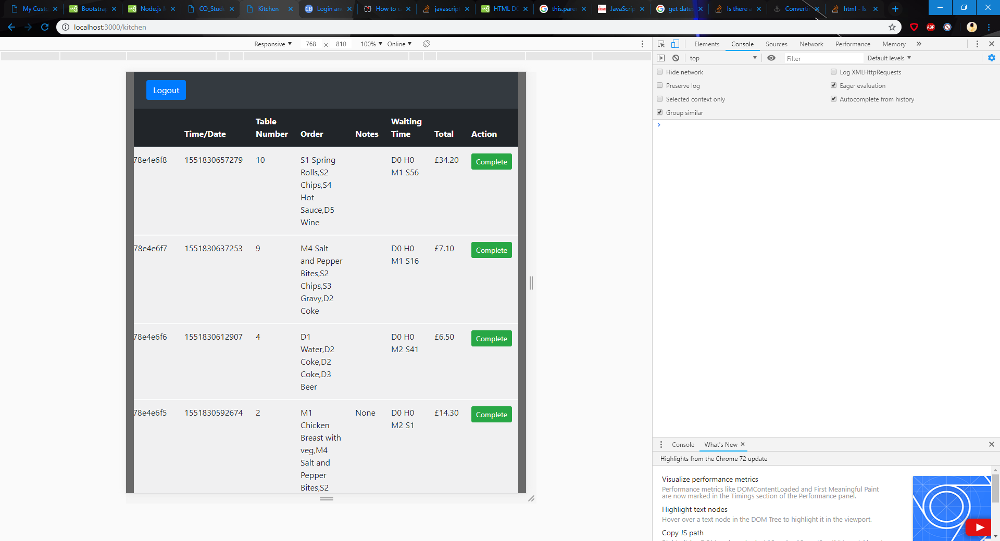 My Custo
Bootstrap
Node.js M
CO_Stude
Kitchen
Login an
How to c
javascript
HTML DO
this.pare
JavaScrip
get date
Is there a
Converti
html - Is
localhost:3000/kitchen
ABP
Responsive ▼ 768 x 810 100% ▼ Online ▼
Elements Console Sources Network Performance Memory »
top ▼ Filter Default levels ▼
Hide network
Log XMLHttpRequests
Preserve log
Eager evaluation
Selected context only
Autocomplete from history
Group similar
Logout
Time/Date
Table
Number
Order
Notes
Waiting
Time
Total
Action
78e4e6f8
1551830657279
10
S1 Spring
Rolls,S2
Chips,S4
Hot
Sauce,D5
Wine
D0 H0
M1 S56
£34.20
Complete
78e4e6f7
1551830637253
9
M4 Salt
and Pepper
Bites,S2
Chips,S3
Gravy,D2
Coke
D0 H0
M1 S16
£7.10
Complete
78e4e6f6
1551830612907
4
D1
Water,D2
Coke,D2
Coke,D3
Beer
D0 H0
M2 S41
£6.50
Complete
78e4e6f5
1551830592674
2
M1
Chicken
Breast with
veg,M4
Salt and
Pepper
Bites,S2
None
D0 H0
M2 S1
£14.30
Complete
Console What's New
Highlights from the Chrome 72 update
Visualize performance metrics
Performance metrics like DOMContentLoaded and First Meaningful Paint
are now marked in the Timings section of the Performance panel.
Highlight text nodes
Hover over a text node in the DOM Tree to highlight it in the viewport.
Copy JS path